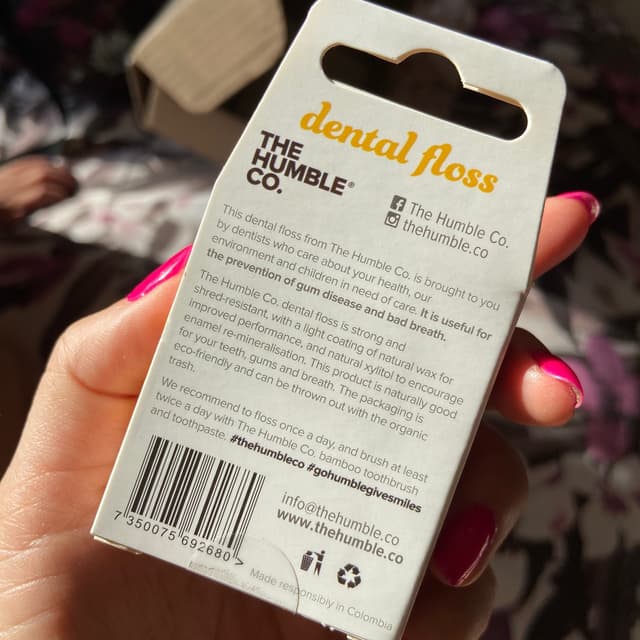 dental floss
THE
HUMBLE®
CO.
The Humble Co.
thehumble.co
This dental floss from The Humble Co. is brought to you
by dentists who care about your health, our
environment and children in need of care. It is useful for
the prevention of gum disease and bad breath.
The Humble Co. dental floss is strong and
shred-resistant, with a light coating of natural wax for
improved performance, and natural xylitol to encourage
enamel re-mineralisation. This product is naturally good
for your teeth, gums and breath. The packaging is
eco-friendly and can be thrown out with the organic
trash.
We recommend to floss once a day, and brush at least
twice a day with The Humble Co. bamboo toothbrush
and toothpaste. #thehumbleco #gohumblegivesmiles
7 350075 692680 >
info@thehumble.co
www.thehumble.co
Made responsibly in Colombia